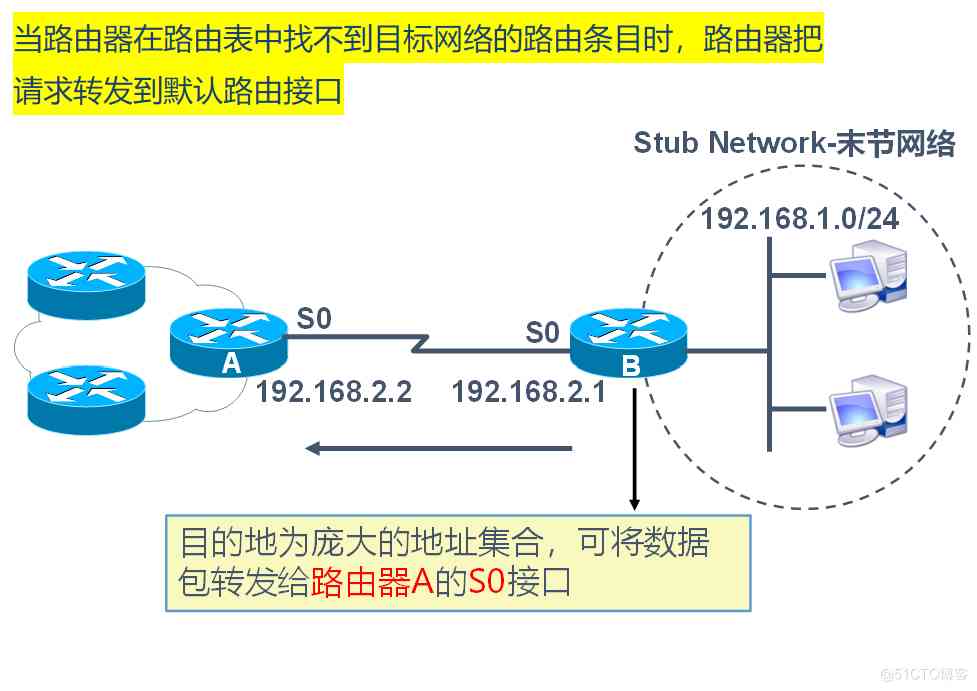 当路由器在路由表中找不到目标网络的路由条目时，路由器把
请求转发到默认路由接口
Stub Network-末节网络
192.168.1.0/24
S0
S0
A
B
192.168.2.2
192.168.2.1
目的地为庞大的地址集合，可将数据
包转发给路由器A的S0接口
@51CTO博客